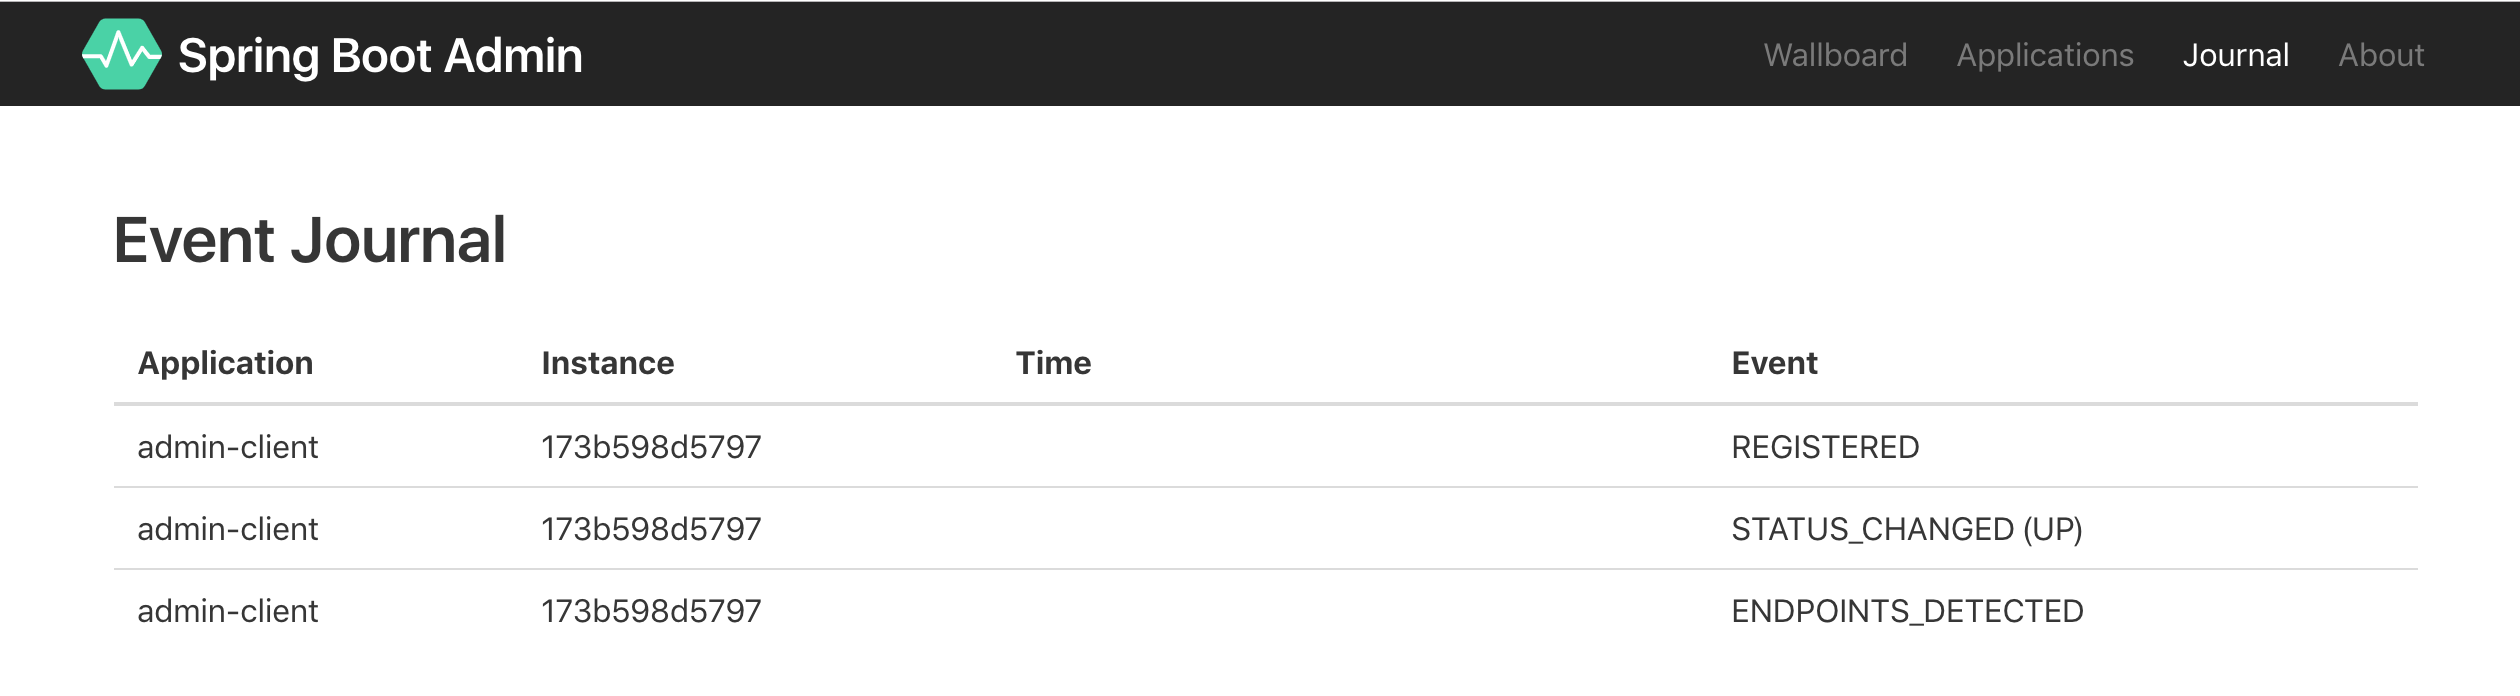 Spring Boot Admin Wallboard Applications Journal About
Event Journal
Application Instance Time Event
admin-client 173b598d5797 REGISTERED
admin-client 173b598d5797 STATUS_CHANGED (UP)
admin-client 173b598d5797 ENDPOINTS_DETECTED